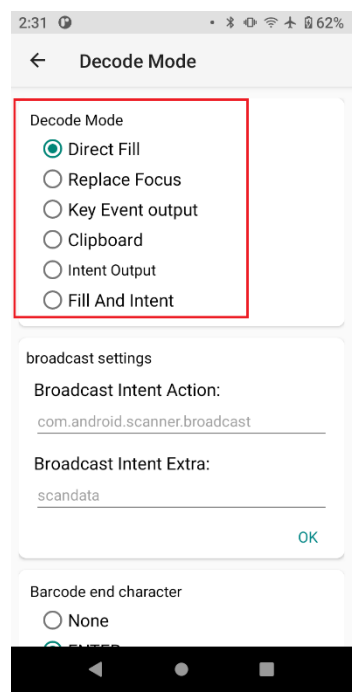 2:31 62%
Decode Mode
Decode Mode
Direct Fill
Replace Focus
Key Event output
Clipboard
Intent Output
Fill And Intent
broadcast settings
Broadcast Intent Action:
com.android.scanner.broadcast
Broadcast Intent Extra:
scandata
OK
Barcode end character
None
ENTER